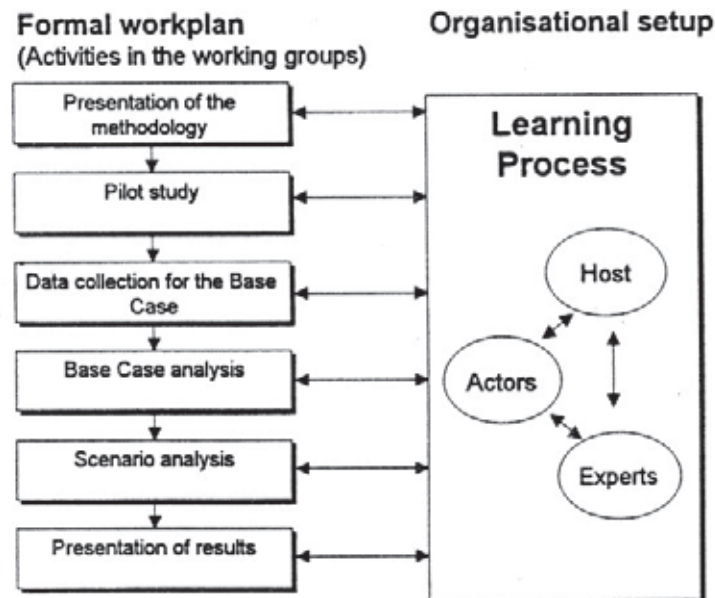 Formal workplan
(Activities in the working groups)
Presentation of the
methodology
Pilot study
Data collection for the Base
Case
Base Case analysis
Scenario analysis
Presentation of results
Organisational setup
Learning
Process
Host
Actors
Experts